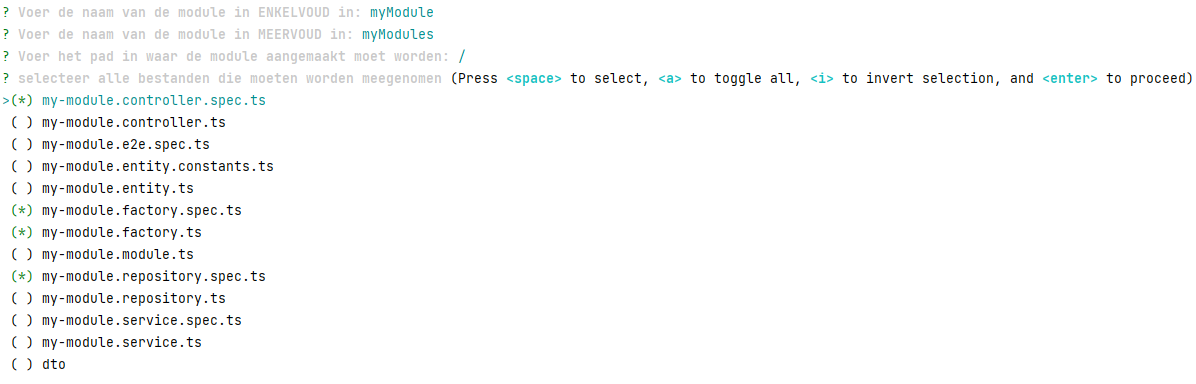 ? Voer de naam van de module in ENKELVOUD in: myModule
? Voer de naam van de module in MEERVOUD in: myModules
? Voer het pad in waar de module aangemaakt moet worden: /
? selecteer alle bestanden die moeten worden meegenomen (Press <space> to select, <a> to toggle all, <i> to invert selection, and <enter> to proceed)
>(*) my-module.controller.spec.ts
( ) my-module.controller.ts
( ) my-module.e2e.spec.ts
( ) my-module.entity.constants.ts
( ) my-module.entity.ts
(*) my-module.factory.spec.ts
(*) my-module.factory.ts
( ) my-module.module.ts
(*) my-module.repository.spec.ts
( ) my-module.repository.ts
( ) my-module.service.spec.ts
( ) my-module.service.ts
( ) dto